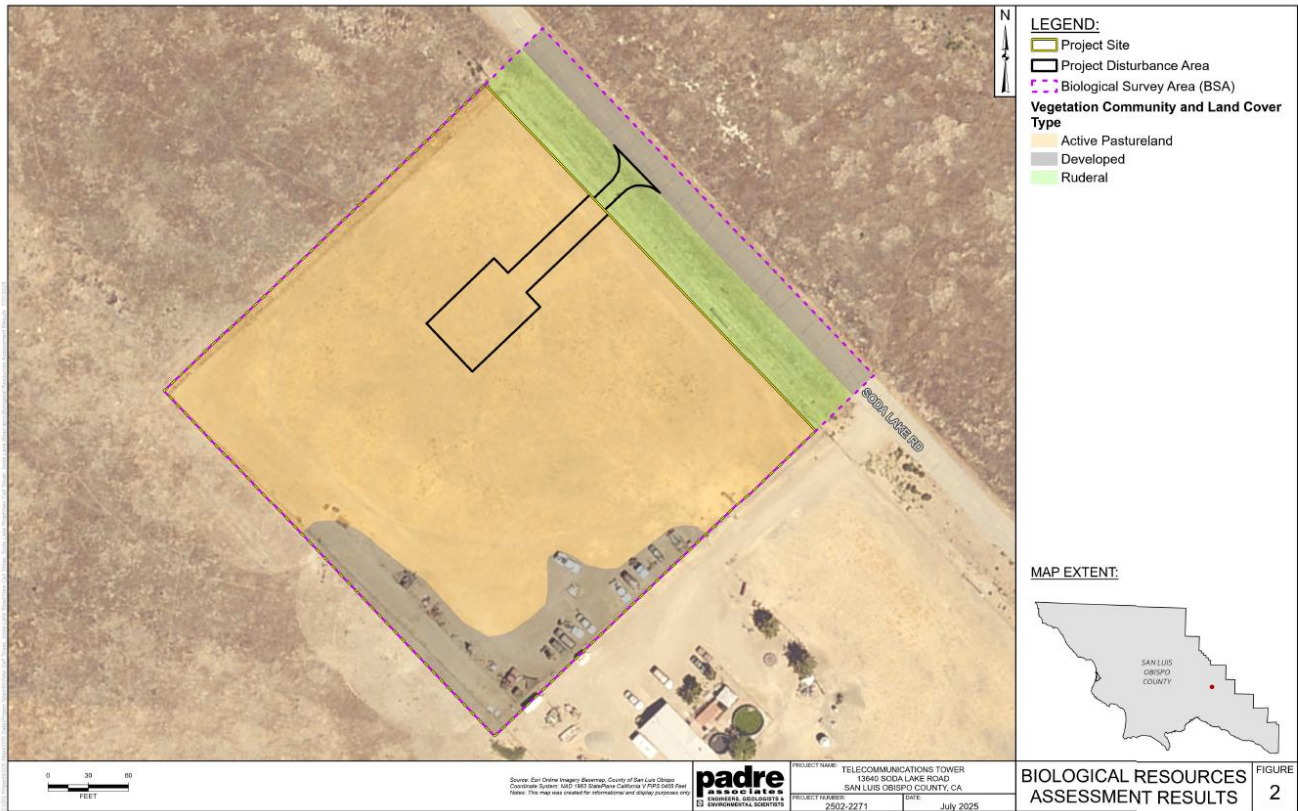 N
LEGEND:
Project Site
Project Disturbance Area
Biological Survey Area (BSA)
Vegetation Community and Land Cover
Type
Active Pastureland
Developed
Ruderal
SODA LAKE RD
MAP EXTENT:
SAN LUIS
OBISPO
COUNTY
0 30 60
FEET
Source: Esri Online Imagery Basemap, County of San Luis Obispo
Coordinate System: NAD 1983 StatePlane California V FIPS 0405 Feet
Notes: This map was created for informational and display purposes only.
padre
associates
ENGINEERS, GEOLOGISTS &
ENVIRONMENTAL SCIENTISTS
PROJECT NAME:
TELECOMMUNICATIONS TOWER
13640 SODA LAKE ROAD
SAN LUIS OBISPO COUNTY, CA
PROJECT NUMBER:
2502-2271
DATE:
July 2025
BIOLOGICAL RESOURCES
ASSESSMENT RESULTS
FIGURE
2